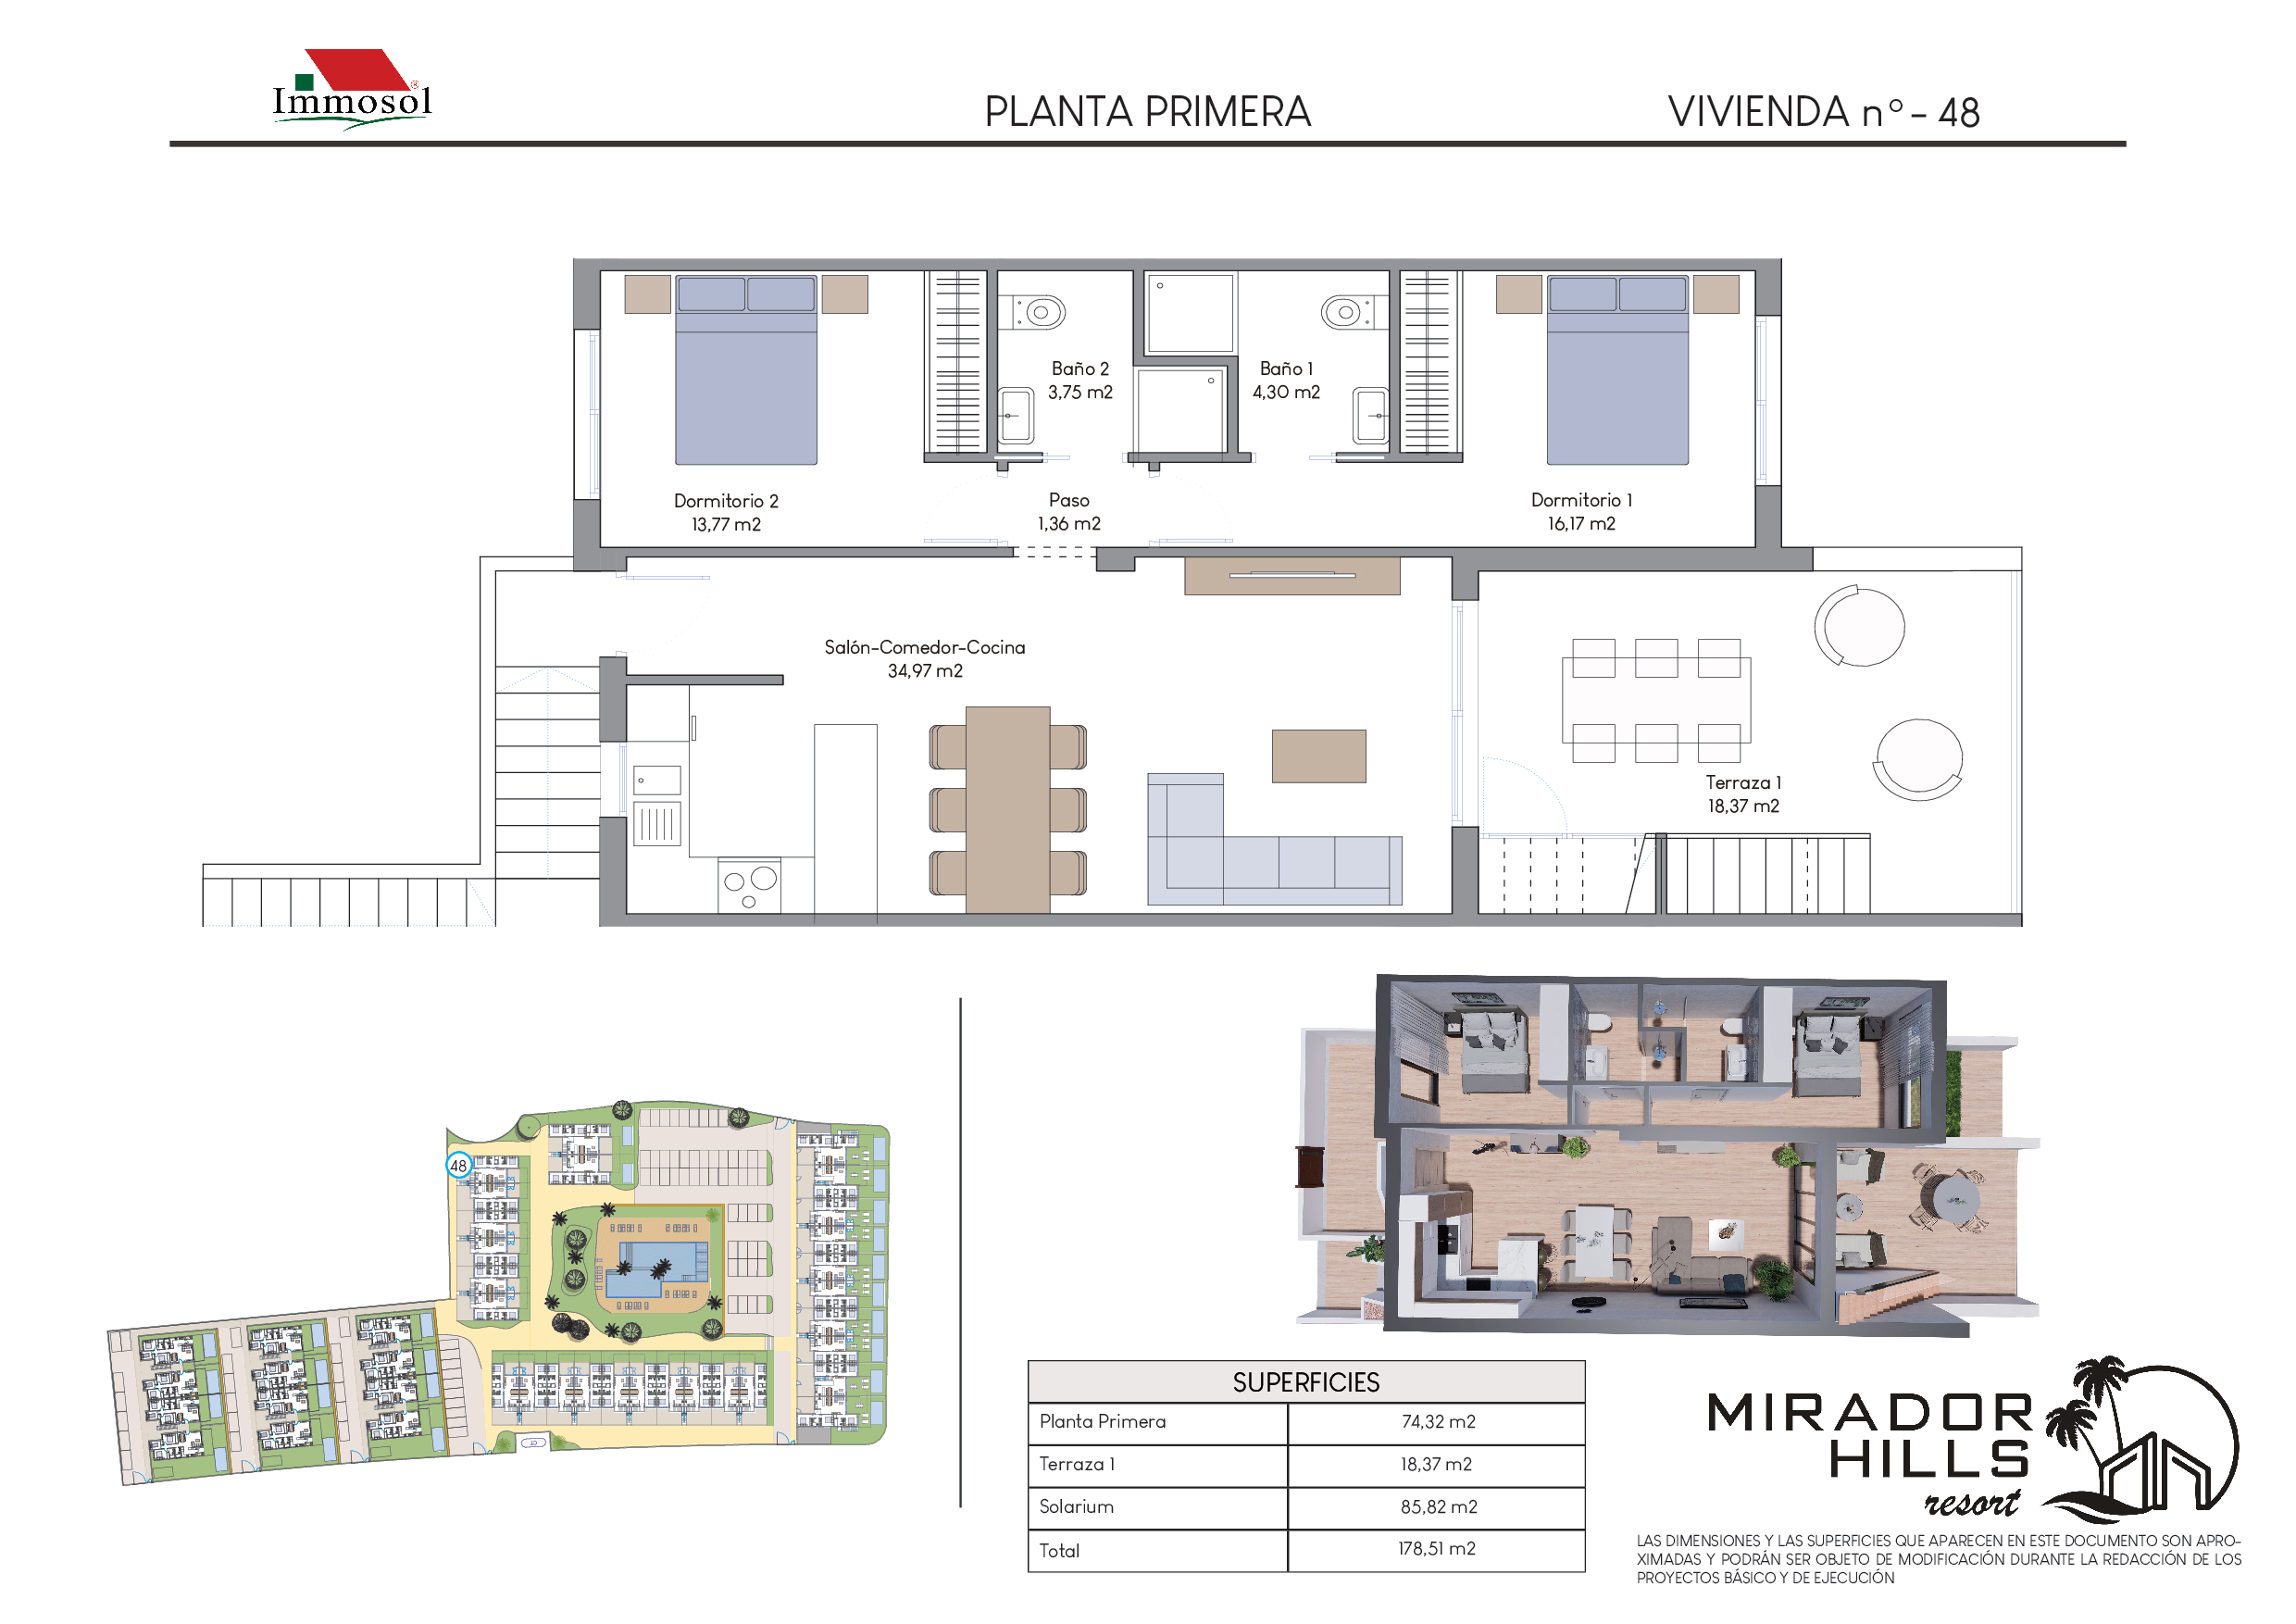 Immosol
PLANTA PRIMERA
VIVIENDA nº - 48
Baño 2
3,75 m2
Baño 1
4,30 m2
Dormitorio 2
13,77 m2
Paso
1,36 m2
Dormitorio 1
16,17 m2
Salón-Comedor-Cocina
34,97 m2
Terraza 1
18,37 m2
48
SUPERFICIES
Planta Primera 74,32 m2
Terraza 1 18,37 m2
Solarium 85,82 m2
Total 178,51 m2
MIRADOR
HILLS
resort
LAS DIMENSIONES Y LAS SUPERFICIES QUE APARECEN EN ESTE DOCUMENTO SON APRO-
XIMADAS Y PODRÁN SER OBJETO DE MODIFICACIÓN DURANTE LA REDACCIÓN DE LOS
PROYECTOS BÁSICO Y DE EJECUCIÓN